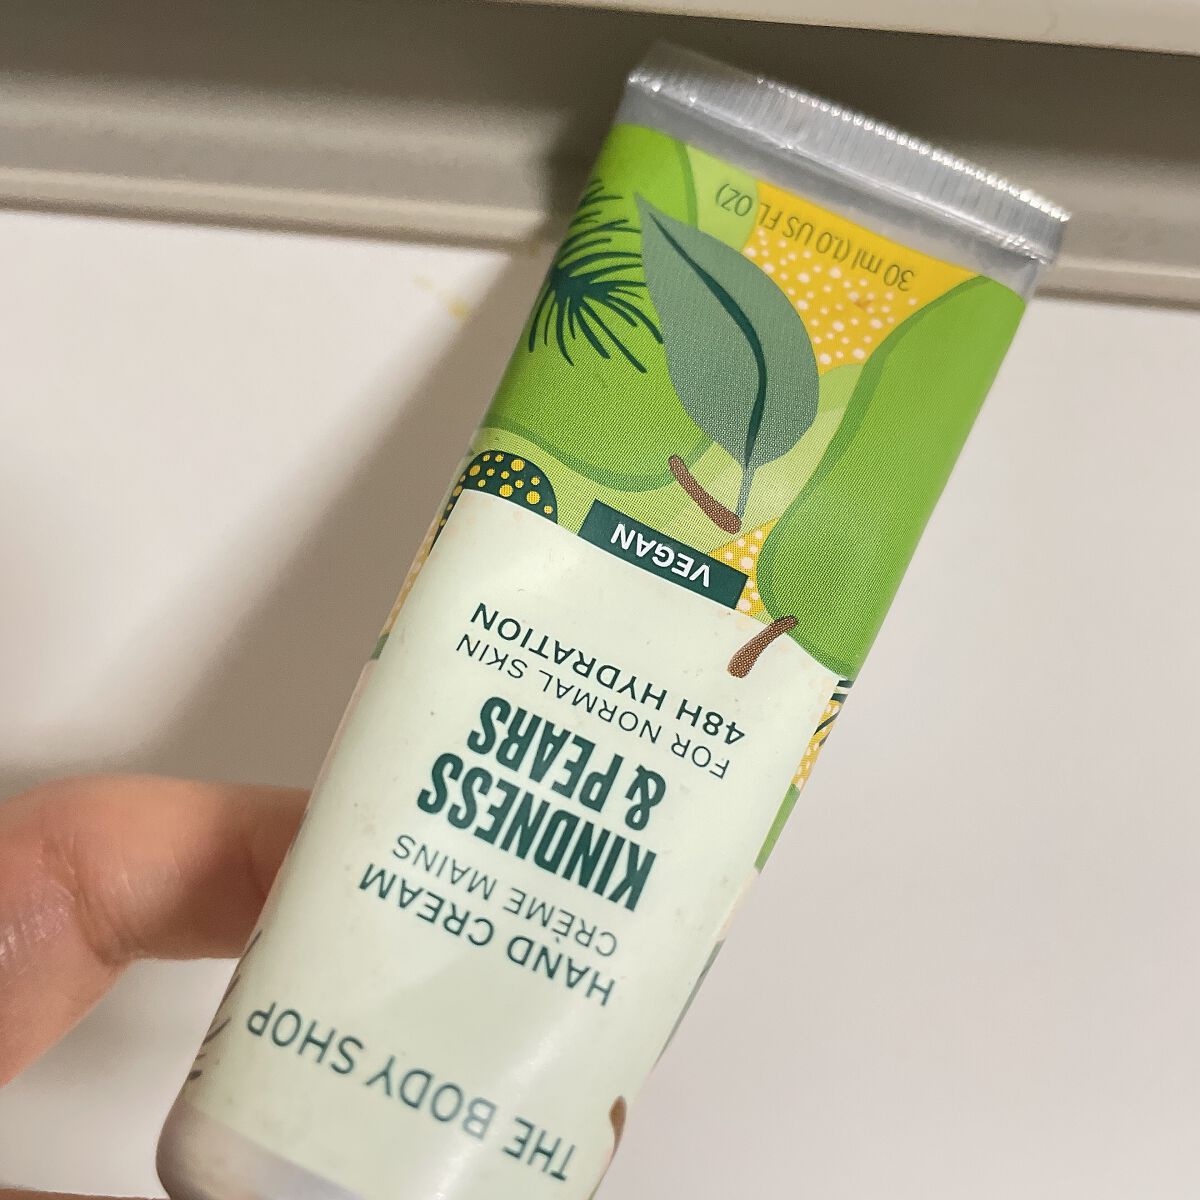 THE BODY SHOP
HAND CREAM
CRÈME MAINS
KINDNESS
& PEARS
FOR NORMAL SKIN
48H HYDRATION
VEGAN
30 ml (1.0 US FL OZ)